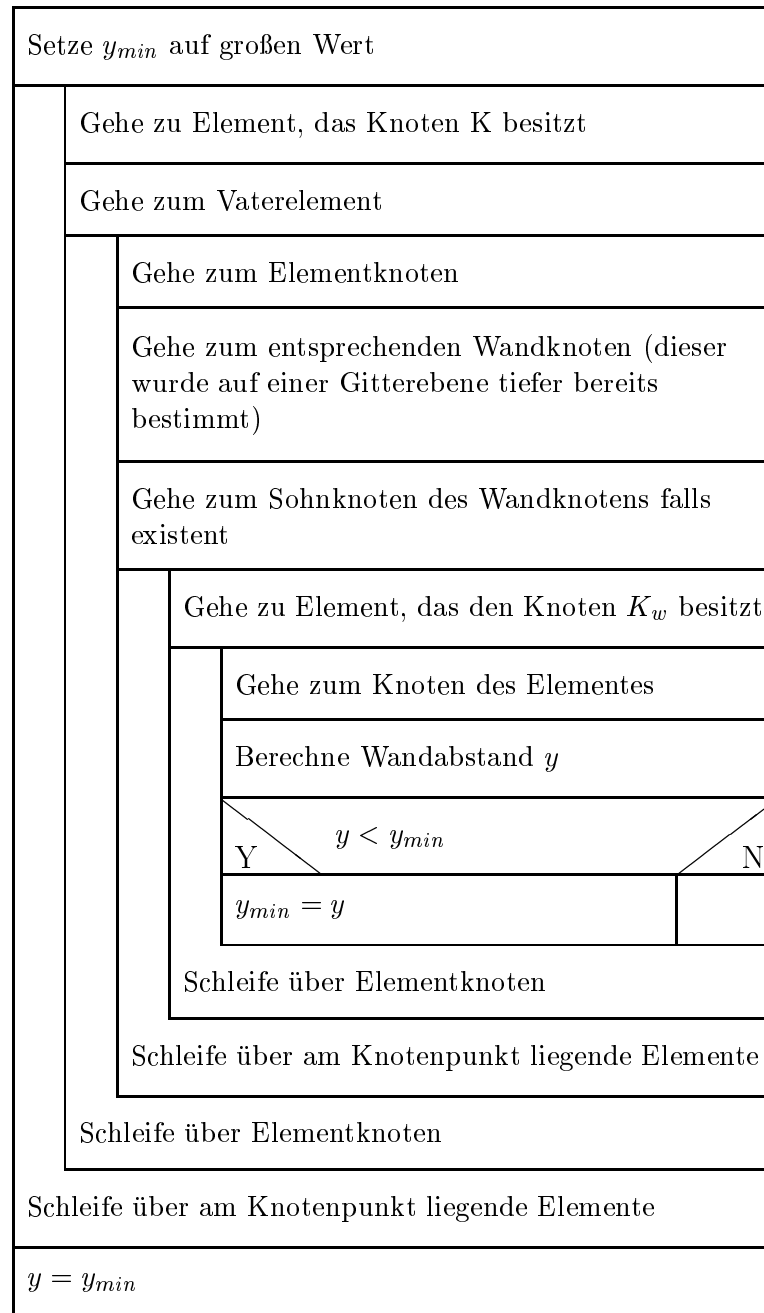 Setze y_min auf großen Wert
Gehe zu Element, das Knoten K besitzt
Gehe zum Vaterelement
Gehe zum Elementknoten
Gehe zum entsprechenden Wandknoten (dieser
wurde auf einer Gitterebene tiefer bereits
bestimmt)
Gehe zum Sohnknoten des Wandknotens falls
existent
Gehe zu Element, das den Knoten K_w besitzt
Gehe zum Knoten des Elementes
Berechne Wandabstand y
y < y_min
Y N
y_min = y
Schleife über Elementknoten
Schleife über am Knotenpunkt liegende Elemente
Schleife über Elementknoten
Schleife über am Knotenpunkt liegende Elemente
y = y_min